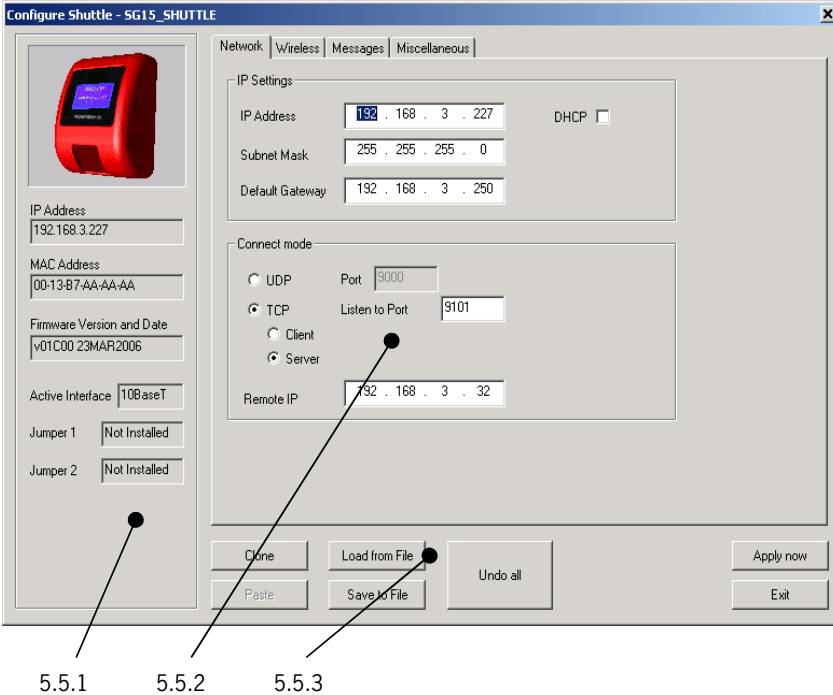 Configure Shuttle - SG15_SHUTTLE
Network Wireless Messages Miscellaneous
IP Address
192.168.3.227
MAC Address
00-13-B7-AA-AA-AA
Firmware Version and Date
v01C00 23MAR2006
Active Interface 10BaseT
Jumper 1 Not Installed
Jumper 2 Not Installed
IP Settings
IP Address 192 . 168 . 3 . 227 DHCP
Subnet Mask 255 . 255 . 255 . 0
Default Gateway 192 . 168 . 3 . 250
Connect mode
UDP Port 9000
TCP Listen to Port 9101
Client
Server
Remote IP 192 . 168 . 3 . 32
Clone Load from File Undo all Apply now
Paste Save to File Exit
5.5.1 5.5.2 5.5.3